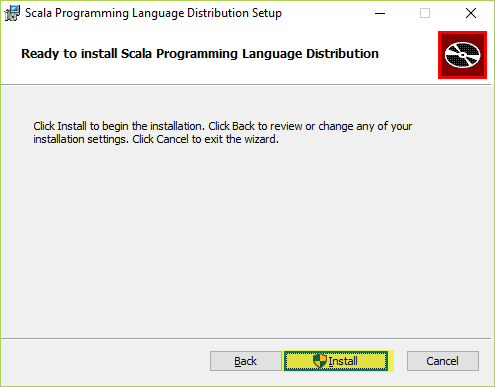 Scala Programming Language Distribution Setup
Ready to install Scala Programming Language Distribution
Click Install to begin the installation. Click Back to review or change any of your
installation settings. Click Cancel to exit the wizard.
Back Install Cancel